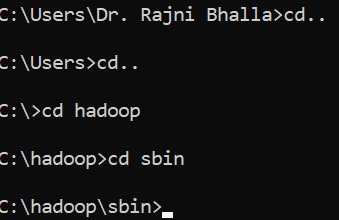 C:\Users\Dr. Rajni Bhalla>cd..
C:\Users>cd..
C:\>cd hadoop
C:\hadoop>cd sbin
C:\hadoop\sbin>